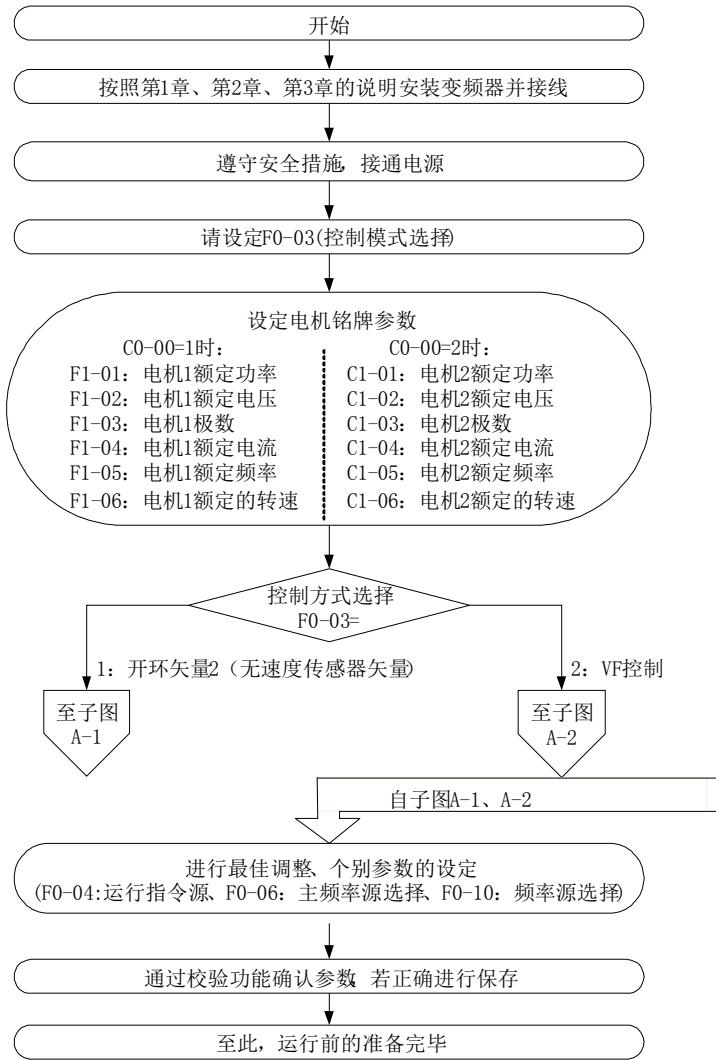 开始
按照第1章、第2章、第3章的说明安装变频器并接线
遵守安全措施，接通电源
请设定F0-03(控制模式选择)
设定电机铭牌参数
C0-00=1时：
F1-01：电机1额定功率
F1-02：电机1额定电压
F1-03：电机1极数
F1-04：电机1额定电流
F1-05：电机1额定频率
F1-06：电机1额定的转速
C0-00=2时：
C1-01：电机2额定功率
C1-02：电机2额定电压
C1-03：电机2极数
C1-04：电机2额定电流
C1-05：电机2额定频率
C1-06：电机2额定的转速
控制方式选择
F0-03=
1：开环矢量2（无速度传感器矢量）
2：VF控制
至子图
A-1
至子图
A-2
自子图A-1、A-2
进行最佳调整、个别参数的设定
(F0-04:运行指令源、F0-06：主频率源选择、F0-10：频率源选择)
通过校验功能确认参数，若正确进行保存
至此，运行前的准备完毕